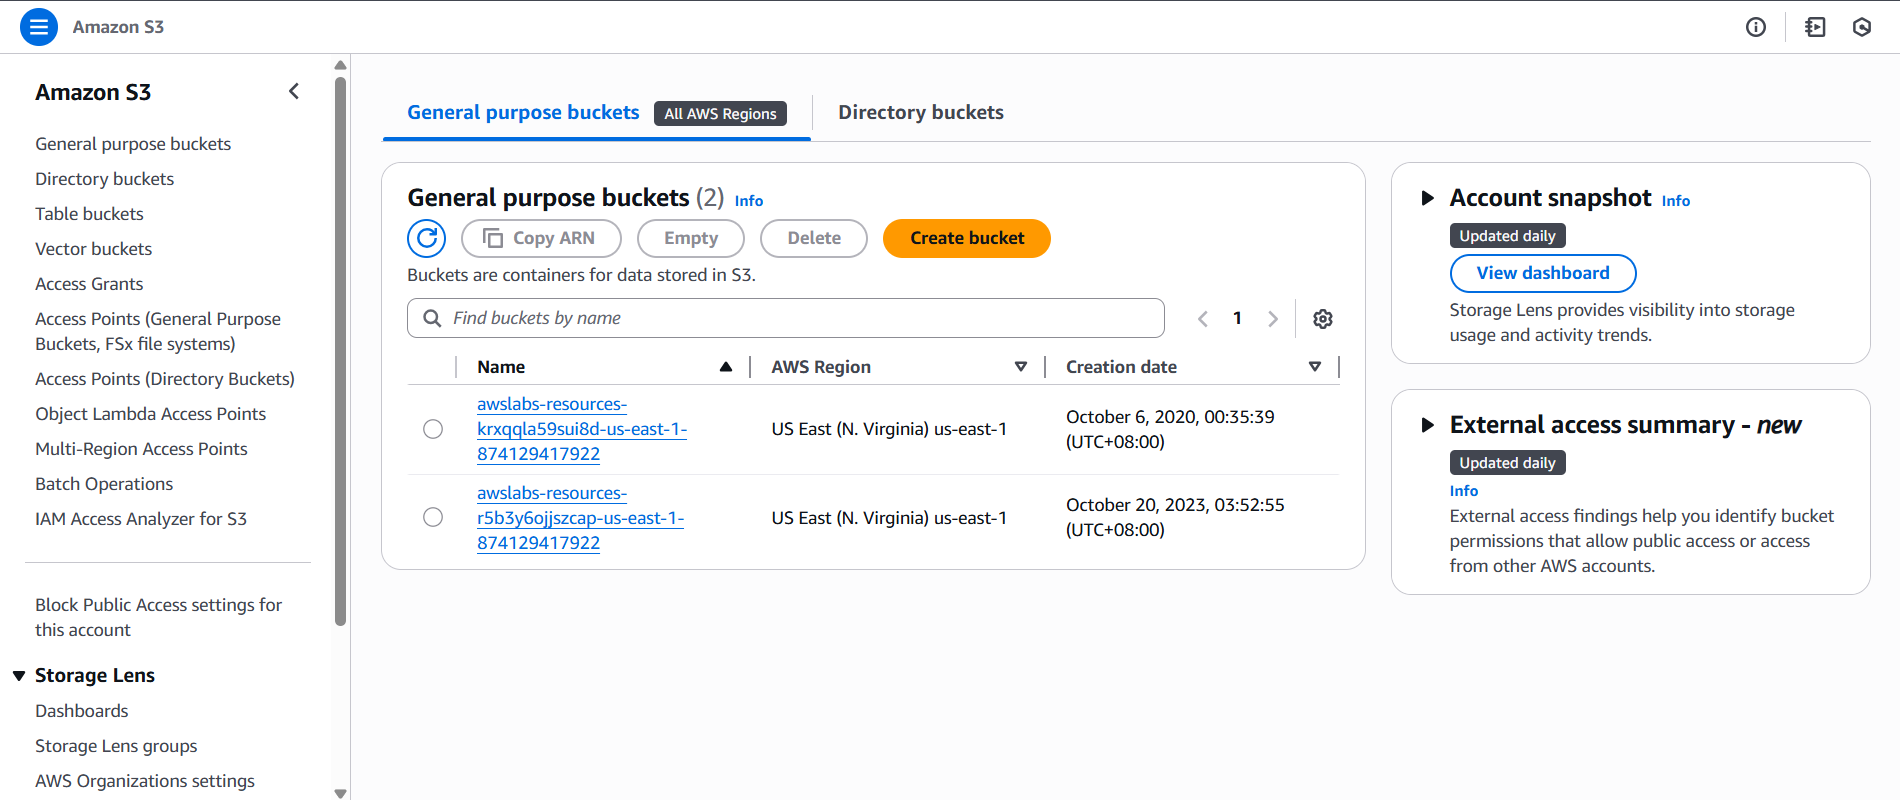 Amazon S3
Amazon S3
General purpose buckets
Directory buckets
Table buckets
Vector buckets
Access Grants
Access Points (General Purpose
Buckets, FSx file systems)
Access Points (Directory Buckets)
Object Lambda Access Points
Multi-Region Access Points
Batch Operations
IAM Access Analyzer for S3
Block Public Access settings for
this account
Storage Lens
Dashboards
Storage Lens groups
AWS Organizations settings
General purpose buckets All AWS Regions Directory buckets
General purpose buckets (2) Info
Copy ARN Empty Delete Create bucket
Buckets are containers for data stored in S3.
Find buckets by name 1
Name AWS Region Creation date
awslabs-resources-
krxqqla59sui8d-us-east-1-
874129417922
US East (N. Virginia) us-east-1
October 6, 2020, 00:35:39
(UTC+08:00)
awslabs-resources-
r5b3y6ojjszcap-us-east-1-
874129417922
US East (N. Virginia) us-east-1
October 20, 2023, 03:52:55
(UTC+08:00)
Account snapshot Info
Updated daily
View dashboard
Storage Lens provides visibility into storage
usage and activity trends.
External access summary - new
Updated daily
Info
External access findings help you identify bucket
permissions that allow public access or access
from other AWS accounts.